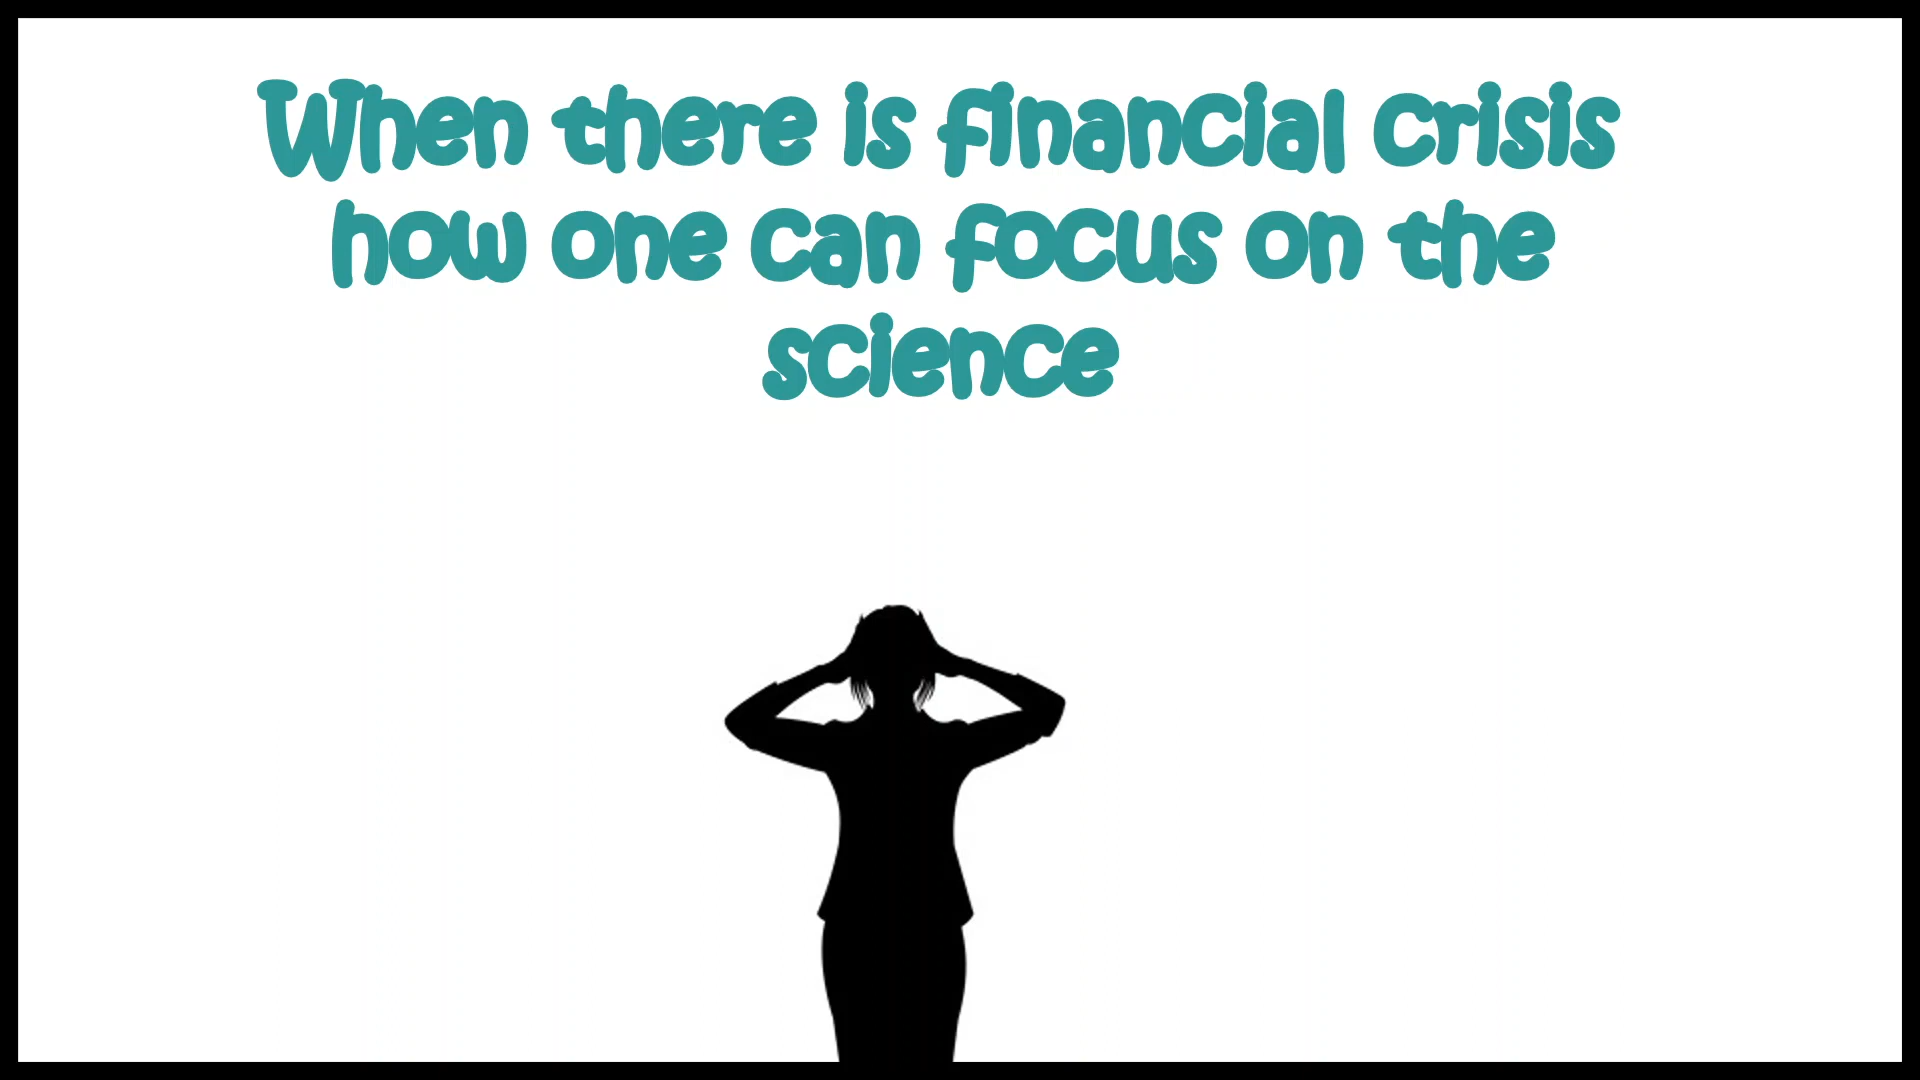 When there is financial crisis
how one can focus on the
science